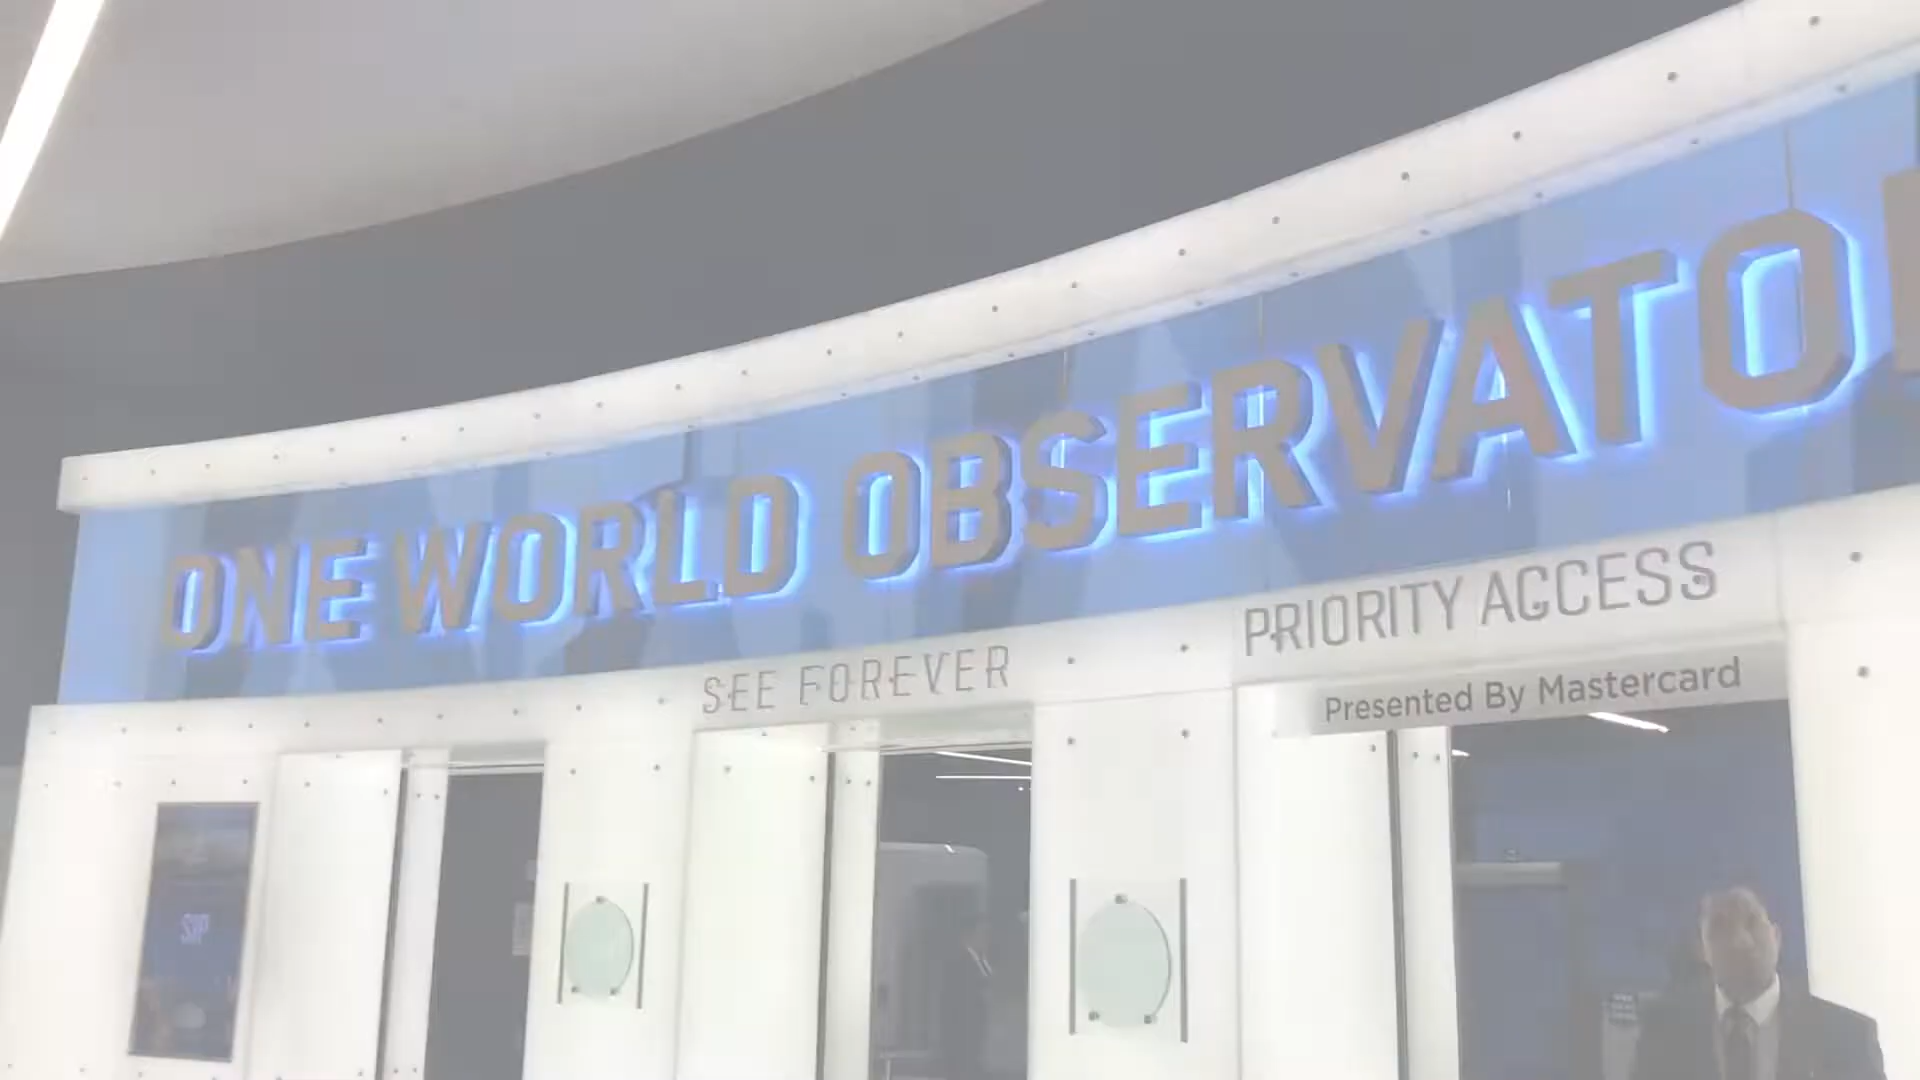 ONE WORLD OBSERVATO
SEE FOREVER
PRIORITY ACCESS
Presented By Mastercard